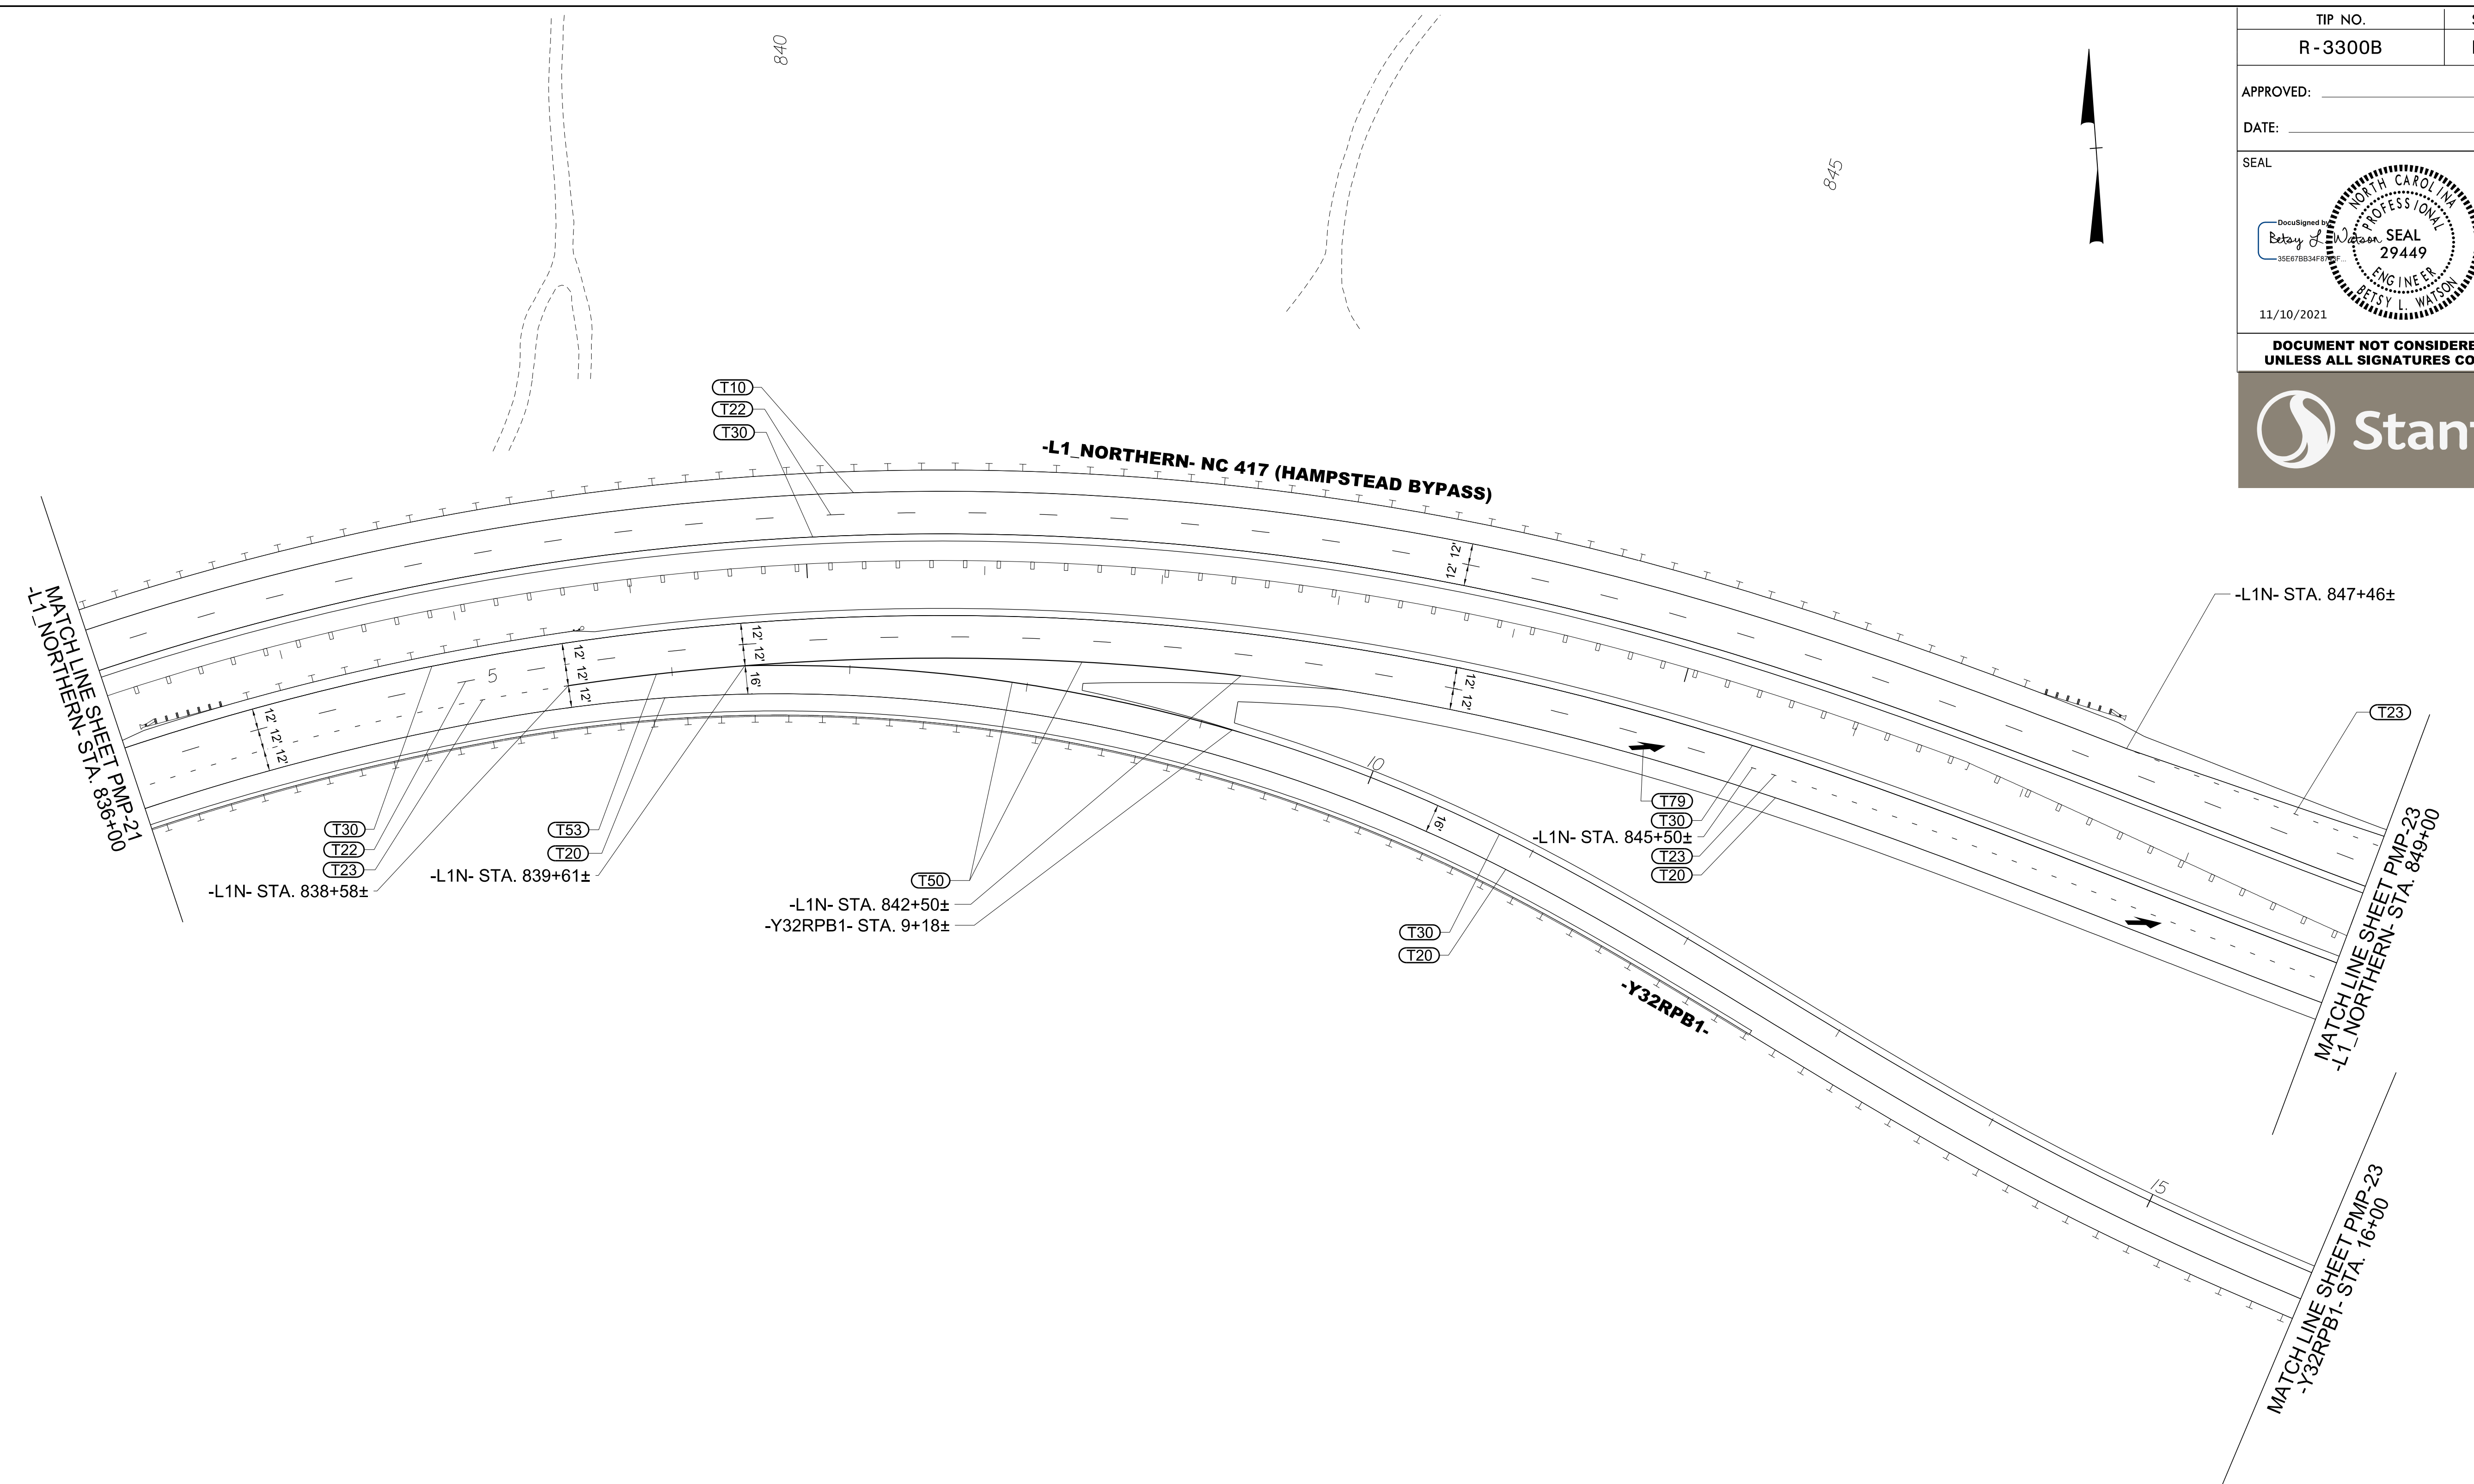 TIP NO.
R-3300B
APPROVED:
DATE:
SEAL
NORTH CAROLINA
PROFESSIONAL
SEAL
29449
ENGINEER
BETSY L. WATSON
DocuSigned by
Betsy L. Watson
11/10/2021
DOCUMENT NOT
UNLESS ALL SIGNATURES
840
845
T10
T22
T30
-L1_NORTHERN- NC 417 (HAMPSTEAD BYPASS)
12' 12'
-L1N- STA. 847+46±
T23
MATCH LINE SHEET PMP-21
-L1_NORTHERN- STA. 836+00
12' 12' 12'
5
12' 12' 12'
12' 12' 16'
12' 12'
T30
T22
T23
-L1N- STA. 838+58±
T53
T20
-L1N- STA. 839+61±
T50
-L1N- STA. 842+50±
-Y32RPB1- STA. 9+18±
10
16'
T79
T30
-L1N- STA. 845+50±
T23
T20
T30
T20
-Y32RPB1-
15
MATCH LINE SHEET PMP-23
-L1_NORTHERN- STA. 849+00
MATCH LINE SHEET PMP-23
-Y32RPB1- STA. 16+00